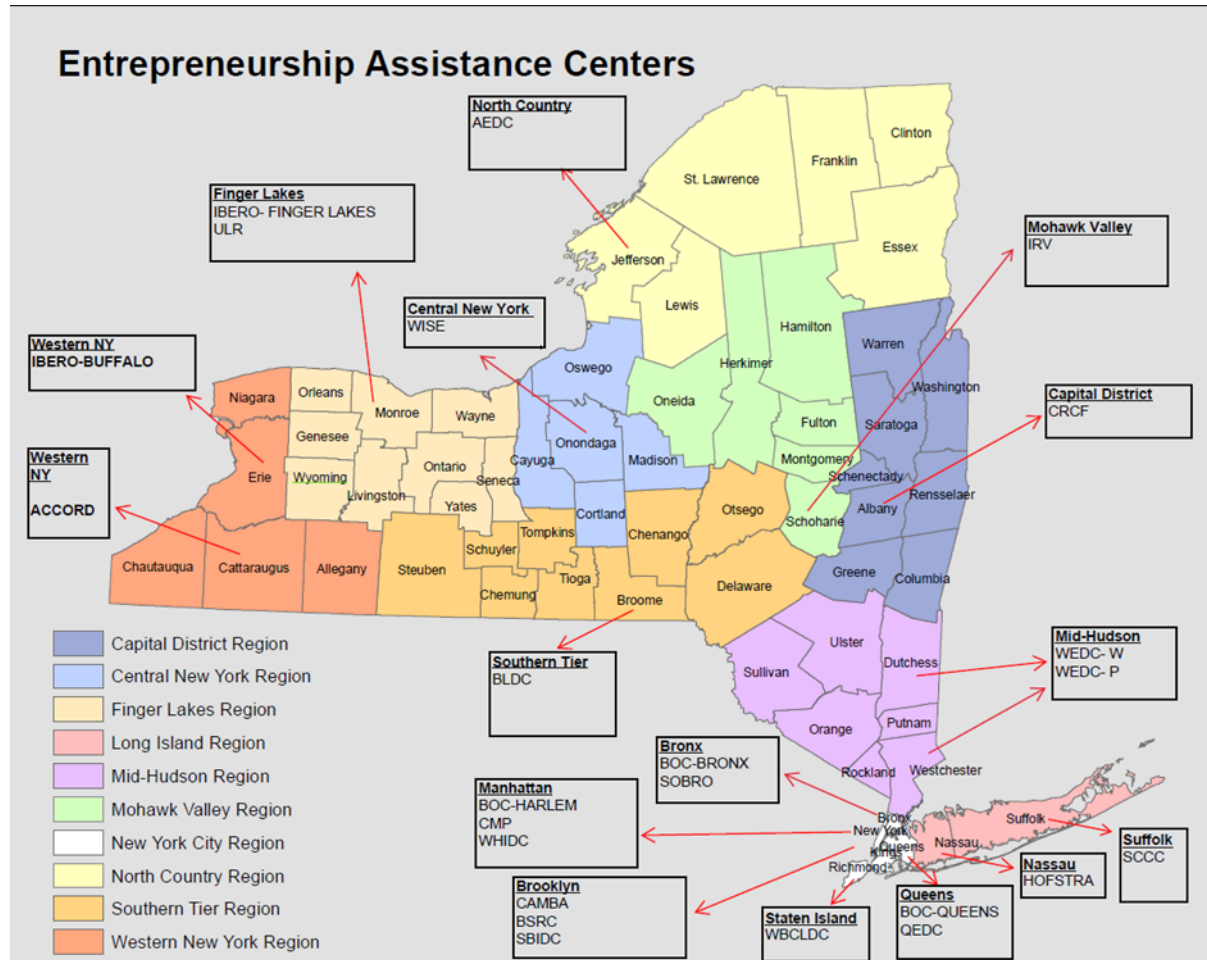 Entrepreneurship Assistance Centers
North Country
AEDC
Finger Lakes
IBERO- FINGER LAKES
ULR
Central New York
WISE
Western NY
IBERO-BUFFALO
Western
NY
ACCORD
Mohawk Valley
IRV
Capital District
CRCF
Clinton
Franklin
St. Lawrence
Essex
Jefferson
Lewis
Hamilton
Herkimer
Warren
Washington
Oswego
Oneida
Saratoga
Fulton
Montgomery
Schenectady
Niagara
Orleans
Monroe
Wayne
Genesee
Ontario
Onondaga
Madison
Cayuga
Seneca
Erie
Wyoming
Livingston
Yates
Cortland
Otsego
Schoharie
Albany
Rensselaer
Chenango
Tompkins
Schuyler
Chautauqua
Cattaraugus
Allegany
Steuben
Chemung
Tioga
Broome
Delaware
Greene
Columbia
Ulster
Sullivan
Dutchess
Orange
Putnam
Rockland
Westchester
Bronx
New York
Queens
Kings
Richmond
Nassau
Suffolk
Southern Tier
BLDC
Mid-Hudson
WEDC- W
WEDC- P
Bronx
BOC-BRONX
SOBRO
Manhattan
BOC-HARLEM
CMP
WHIDC
Brooklyn
CAMBA
BSRC
SBIDC
Staten Island
WBCLDC
Queens
BOC-QUEENS
QEDC
Nassau
HOFSTRA
Suffolk
SCCC
Capital District Region
Central New York Region
Finger Lakes Region
Long Island Region
Mid-Hudson Region
Mohawk Valley Region
New York City Region
North Country Region
Southern Tier Region
Western New York Region